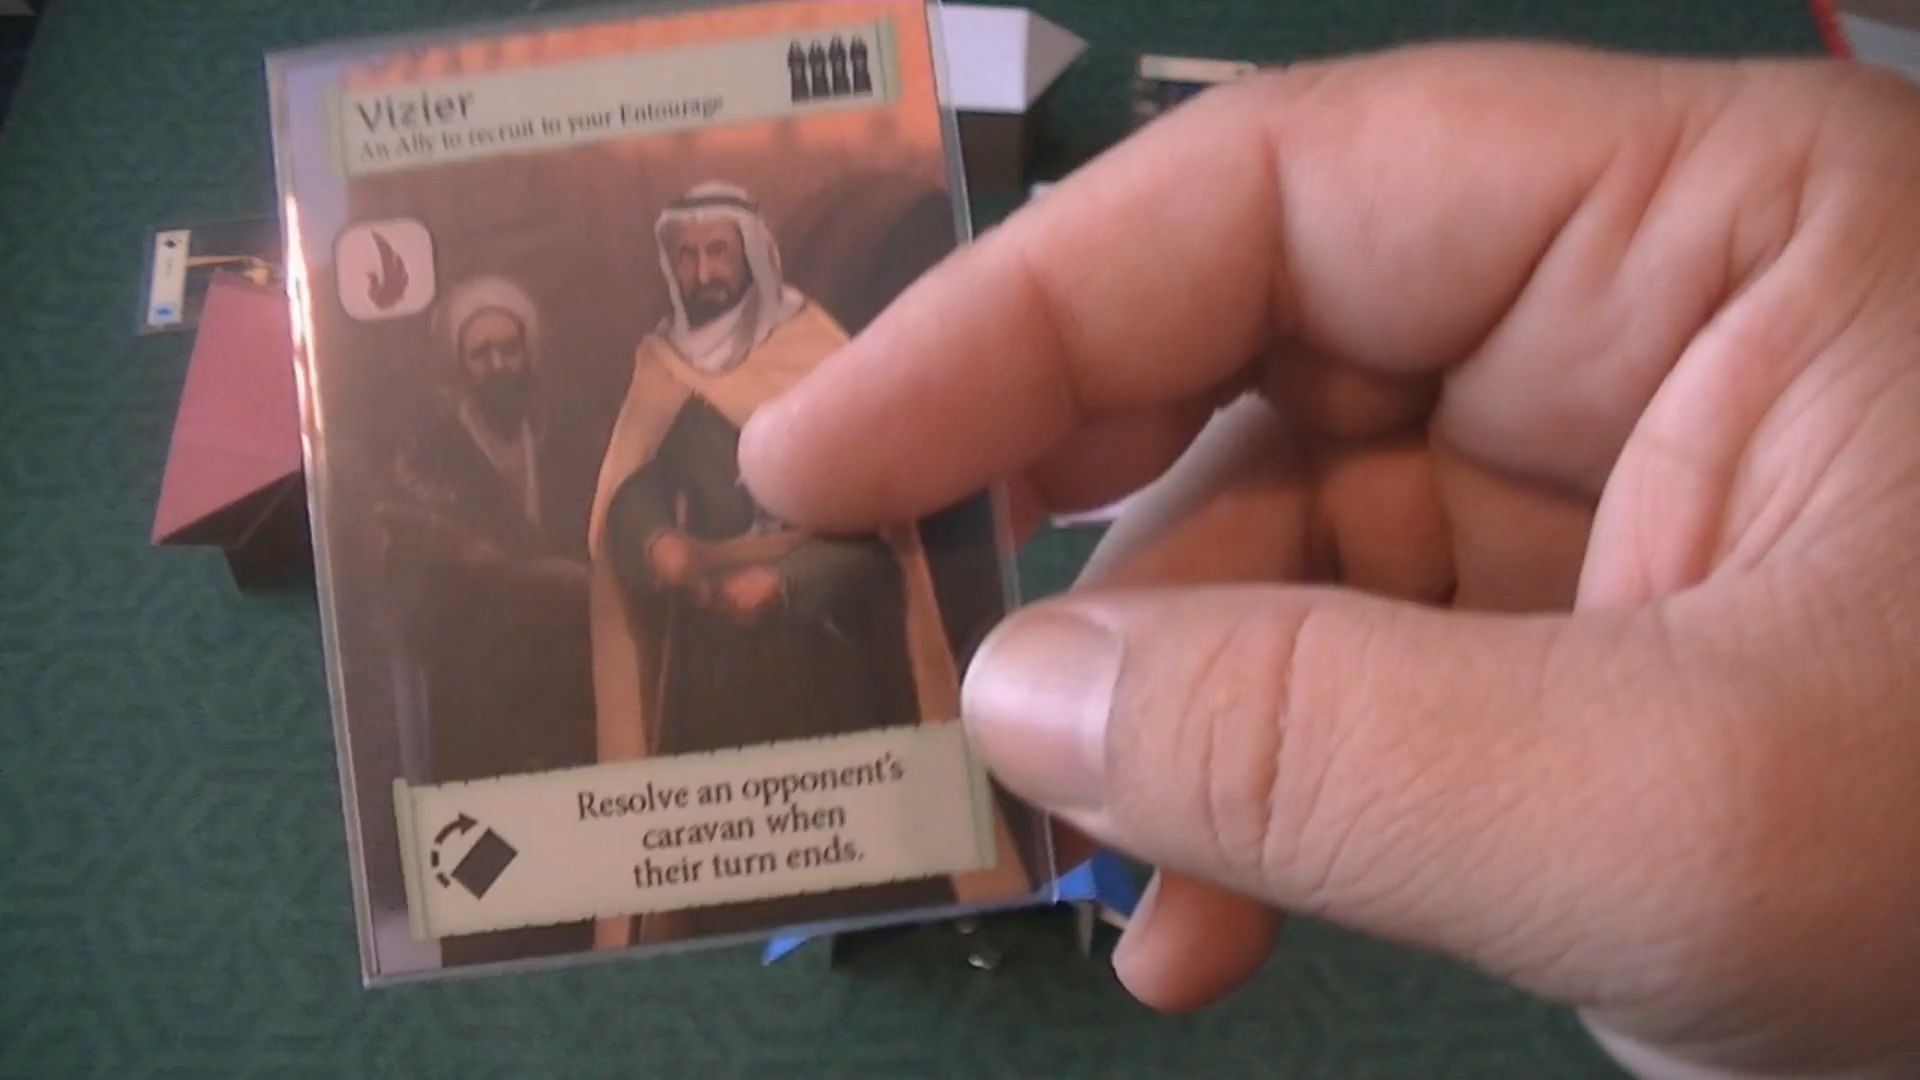 Vizier
An Ally to recruit to your Entourage
Resolve an opponent's
caravan when
their turn ends.